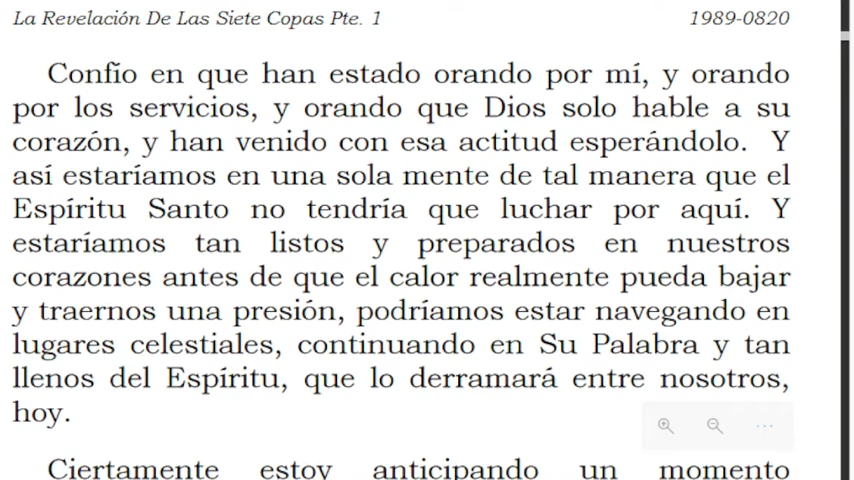 La Revelación De Las Siete Copas Pte. 1 1989-0820
Confío en que han estado orando por mí, y orando
por los servicios, y orando que Dios solo hable a su
corazón, y han venido con esa actitud esperándolo. Y
así estaríamos en una sola mente de tal manera que el
Espíritu Santo no tendría que luchar por aquí. Y
estaríamos tan listos y preparados en nuestros
corazones antes de que el calor realmente pueda bajar
y traernos una presión, podríamos estar navegando en
lugares celestiales, continuando en Su Palabra y tan
llenos del Espíritu, que lo derramará entre nosotros,
hoy.
Ciertamente estoy anticipando un momento